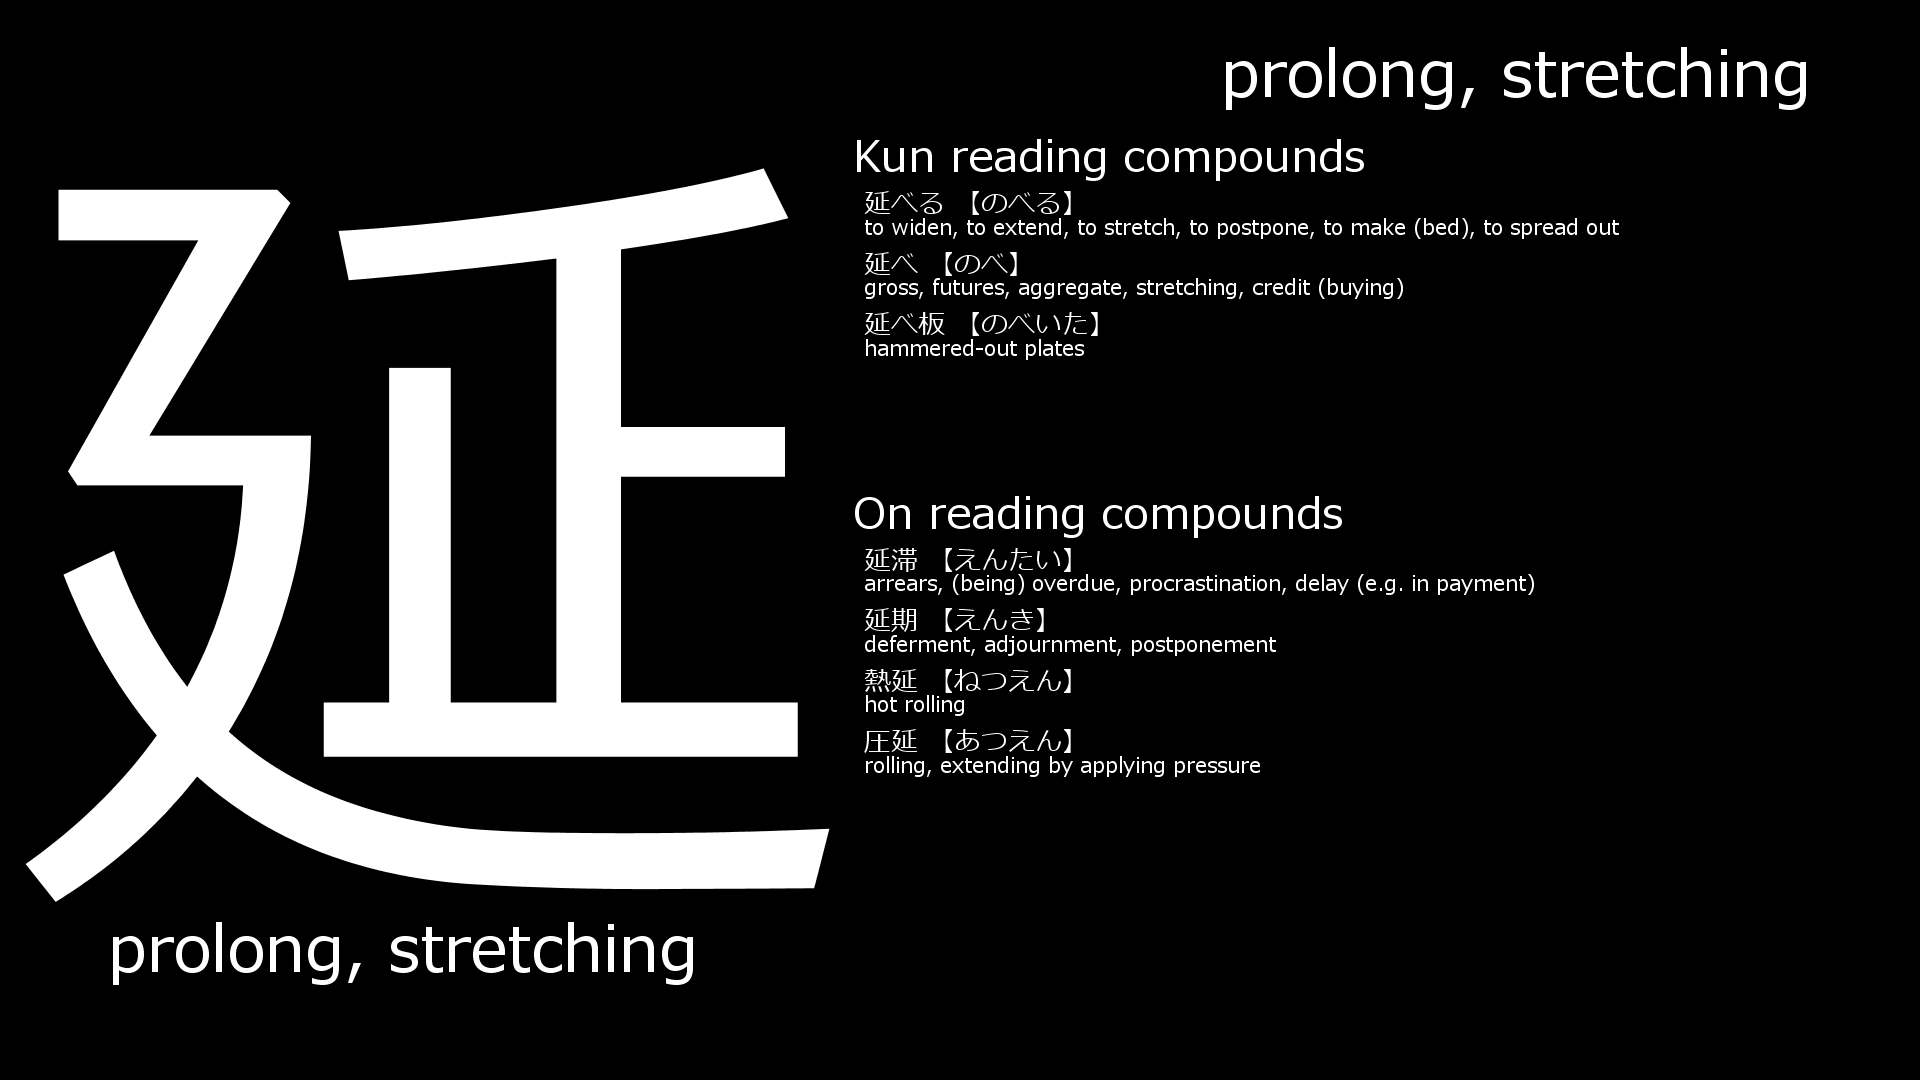 prolong, stretching
延
prolong, stretching
Kun reading compounds
延べる 【のべる】
to widen, to extend, to stretch, to postpone, to make (bed), to spread out
延べ 【のべ】
gross, futures, aggregate, stretching, credit (buying)
延べ板 【のべいた】
hammered-out plates
On reading compounds
延滞 【えんたい】
arrears, (being) overdue, procrastination, delay (e.g. in payment)
延期 【えんき】
deferment, adjournment, postponement
熱延 【ねつえん】
hot rolling
圧延 【あつえん】
rolling, extending by applying pressure